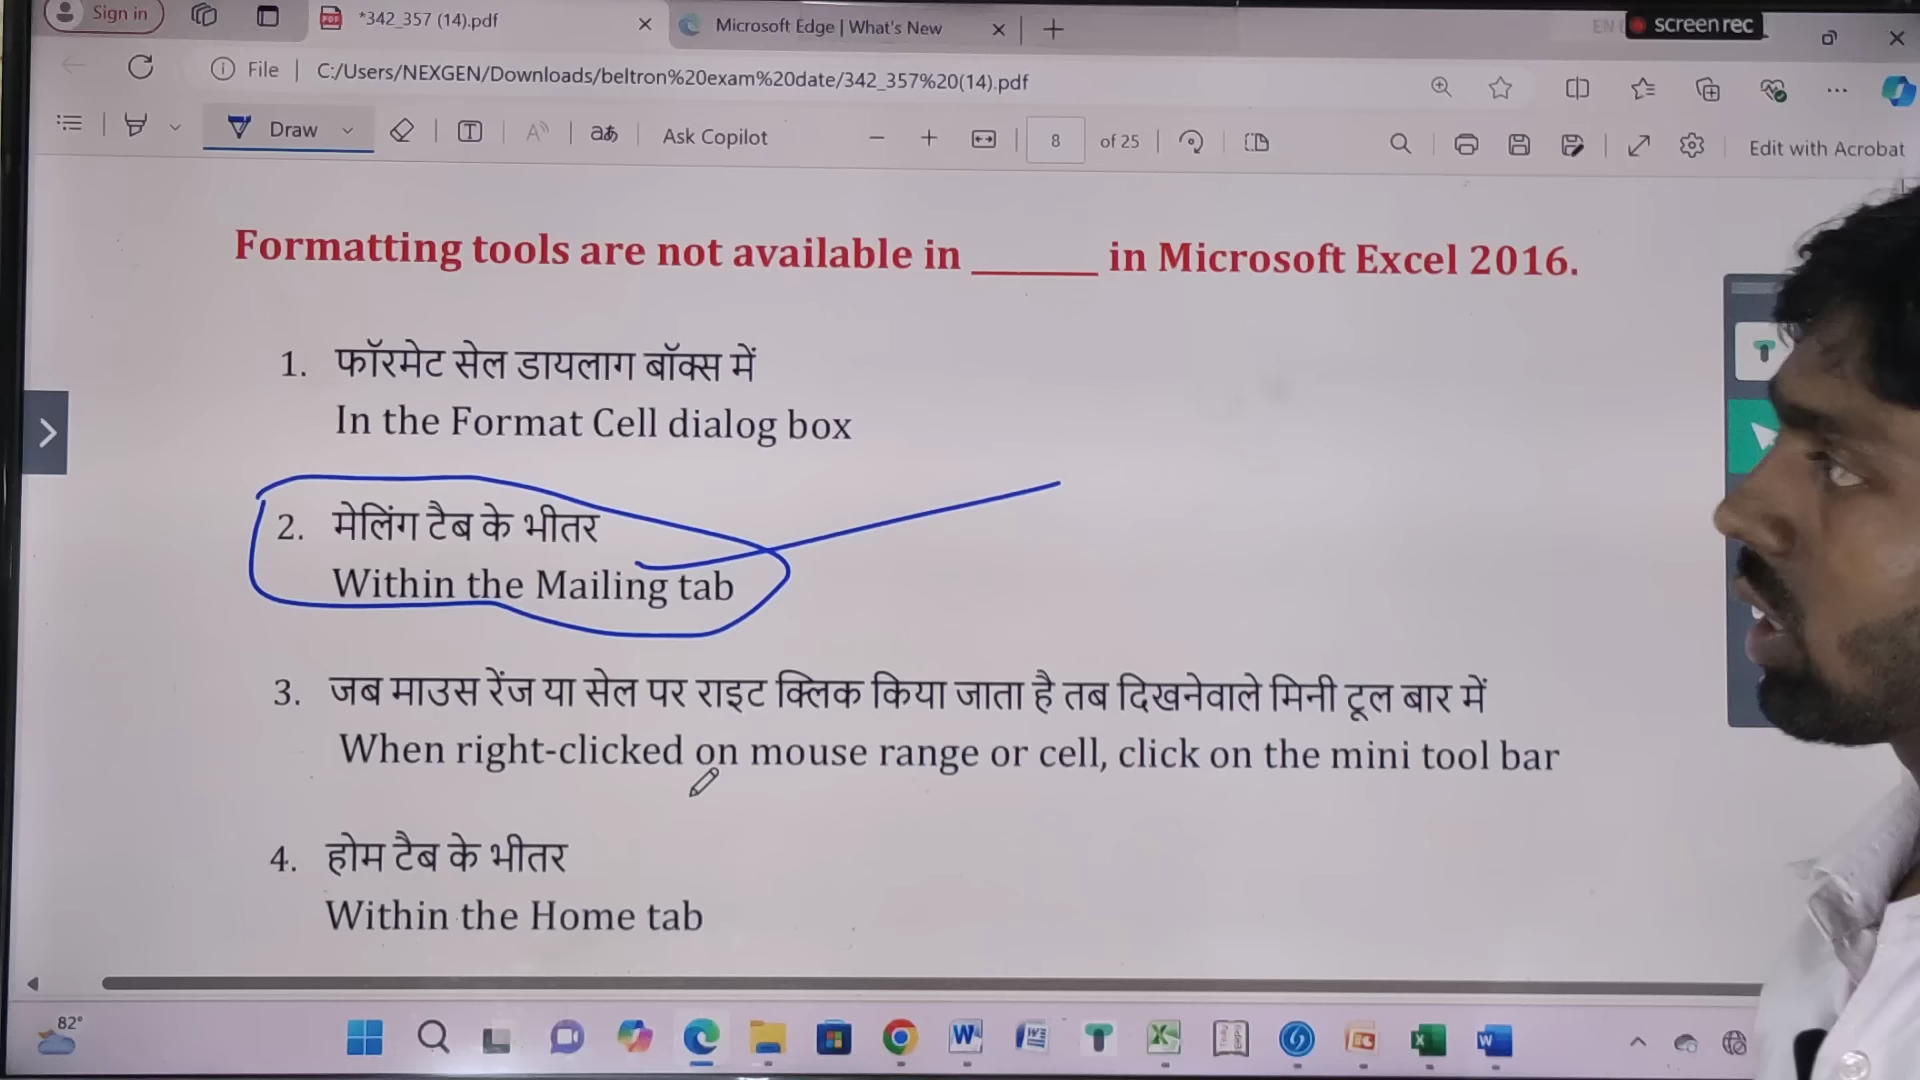 Sign in
*342_357 (14).pdf
Microsoft Edge | What's New
EN
screenrec
File
C:/Users/NEXGEN/Downloads/beltron%20exam%20date/342_357%20(14).pdf
Draw
Ask Copilot
8
of 25
Edit with Acrobat
Formatting tools are not available in ______ in Microsoft Excel 2016.
1. फॉरमेट सेल डायलाग बॉक्स में
In the Format Cell dialog box
2. मेलिंग टैब के भीतर
Within the Mailing tab
3. जब माउस रेंज या सेल पर राइट क्लिक किया जाता है तब दिखनेवाले मिनी टूल बार में
When right-clicked on mouse range or cell, click on the mini tool bar
4. होम टैब के भीतर
Within the Home tab
82°